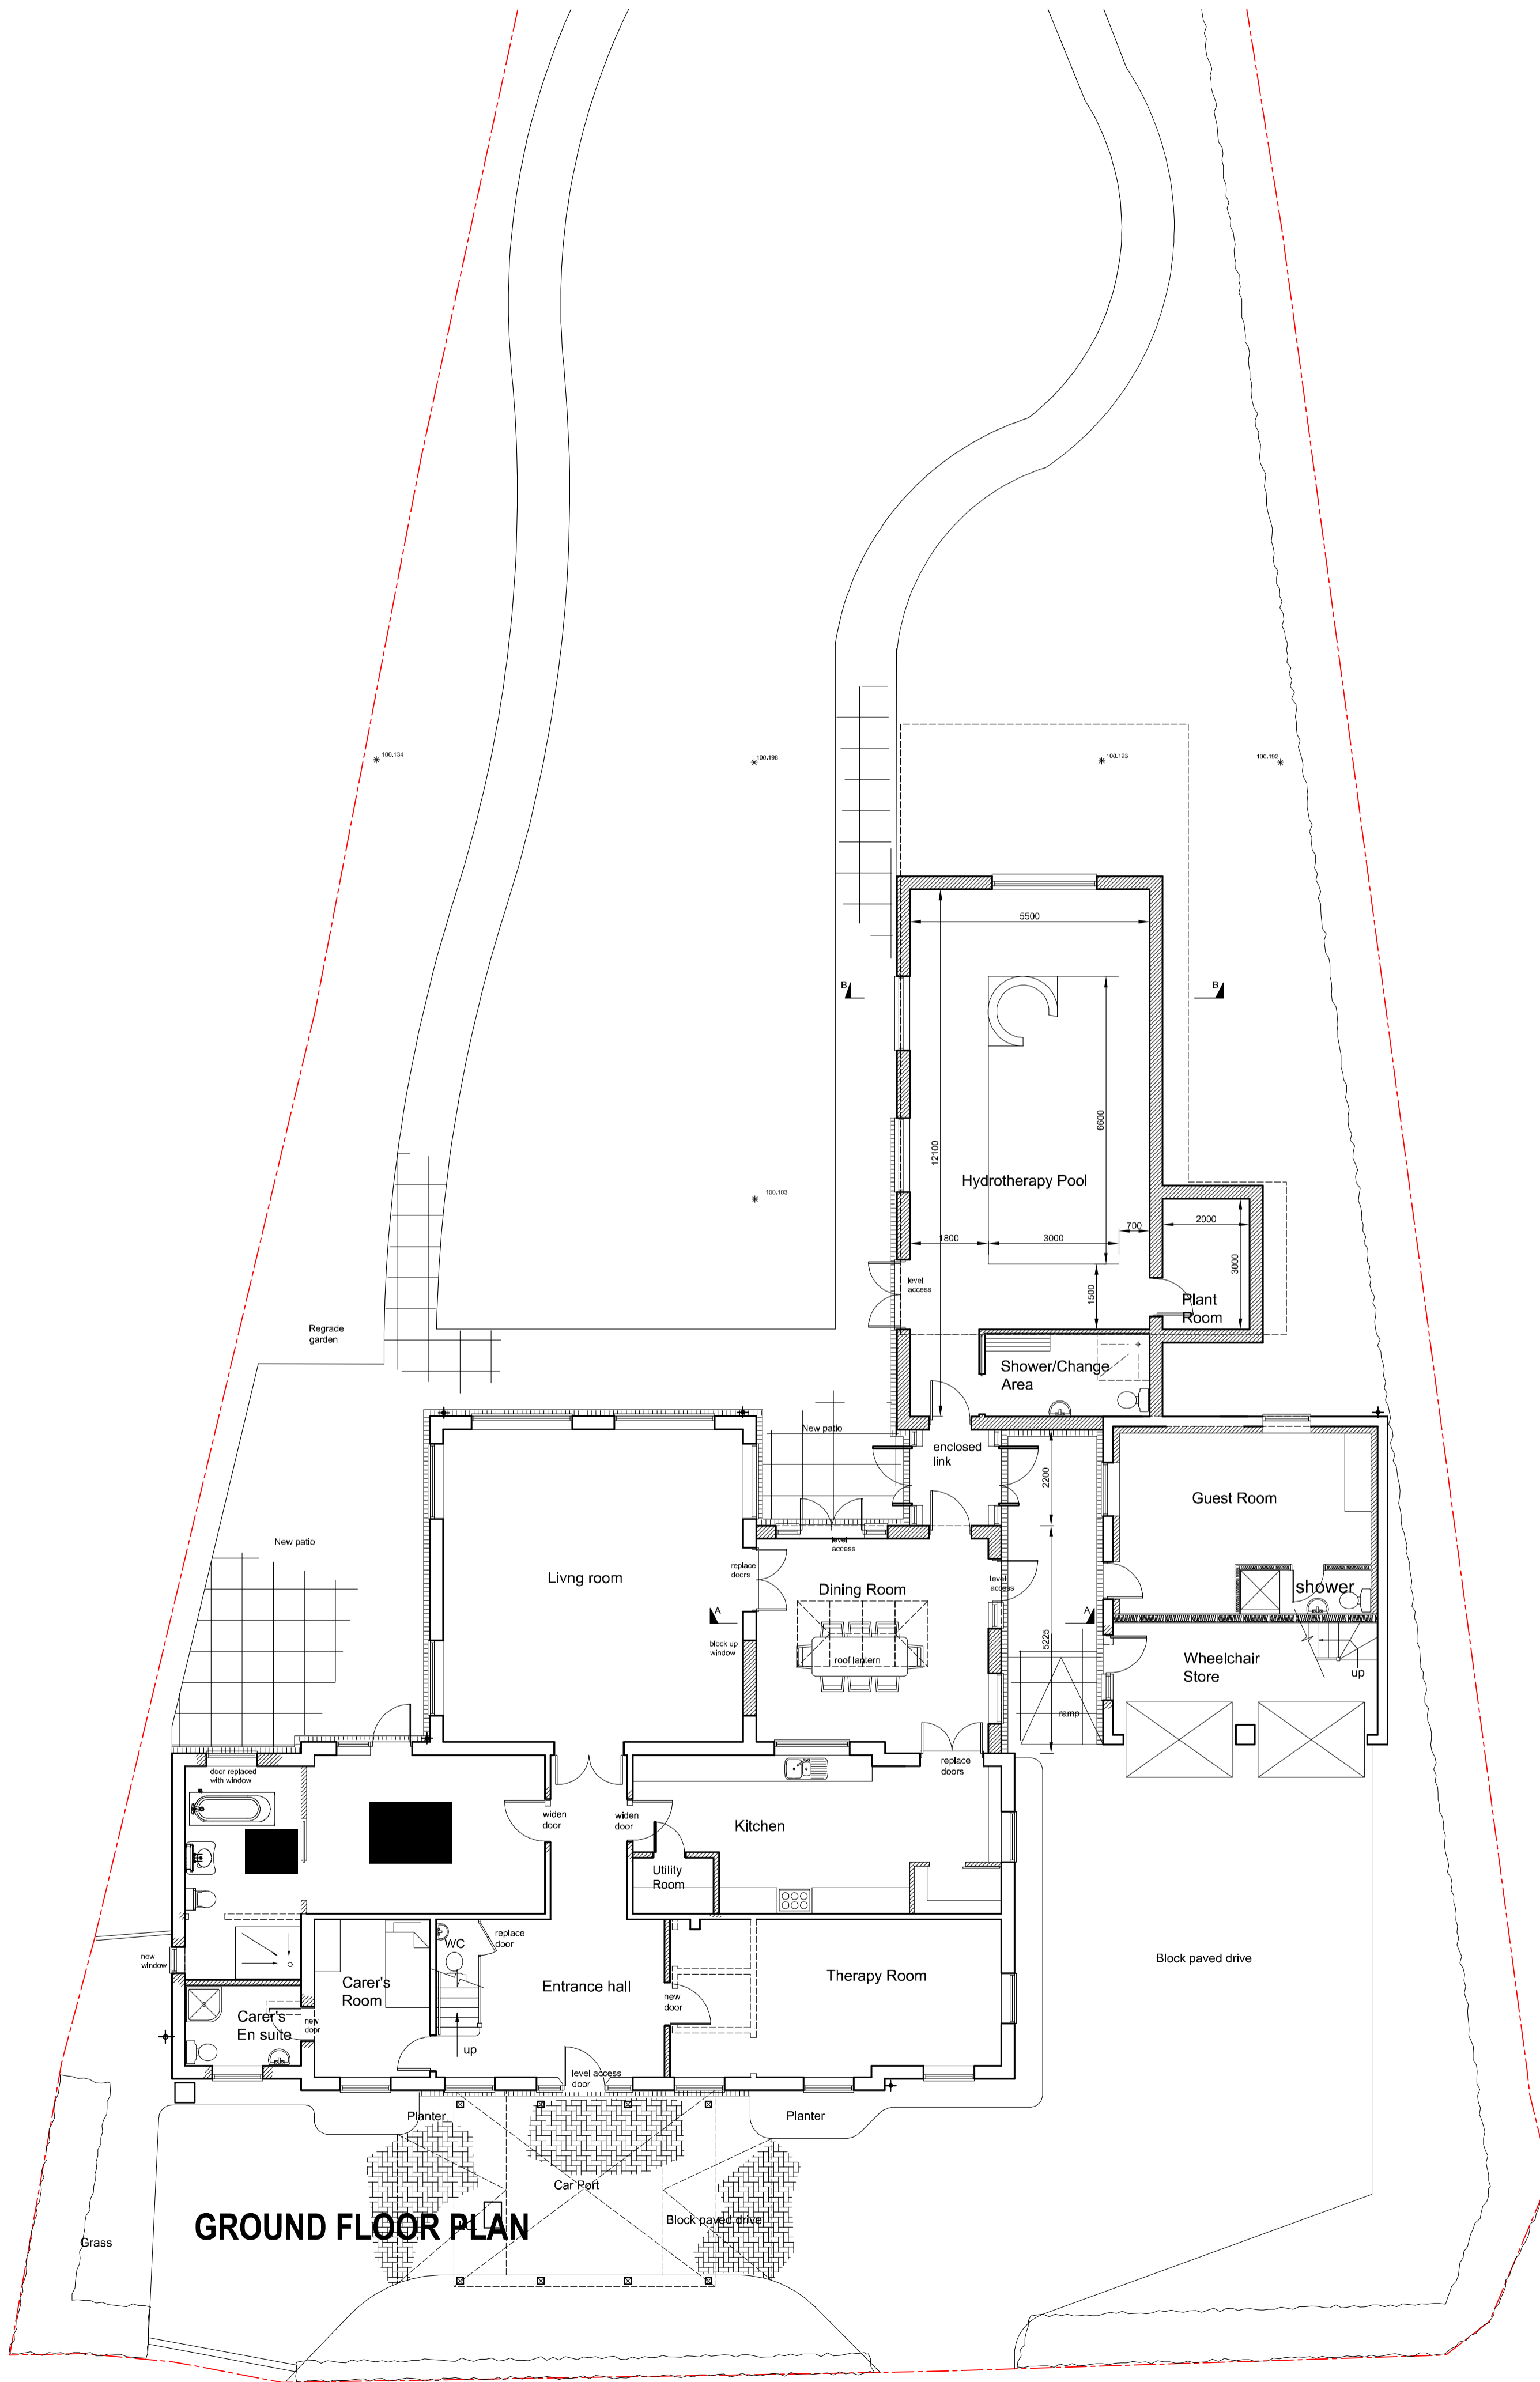 100.134
100.198
100.123
100.192
5500
B
B
6600
12100
Hydrotherapy Pool
100.103
700
2000
1800
3000
3000
level
access
1500
Plant
Room
Regrade
garden
Shower/Change
Area
New patio
enclosed
link
2200
Guest Room
New patio
level
access
replace
doors
Livng room
Dining Room
level
access
shower
A
A
block up
window
5225
roof lantern
Wheelchair
Store
up
ramp
door replaced
with window
replace
doors
widen
door
widen
door
Kitchen
Utility
Room
WC
replace
door
new
window
Block paved drive
Carer's
Room
Entrance hall
Therapy Room
new
door
Carer's
En suite
new
door
up
level access
door
Planter
Planter
Car Port
GROUND FLOOR PLAN
Block paved drive
Grass